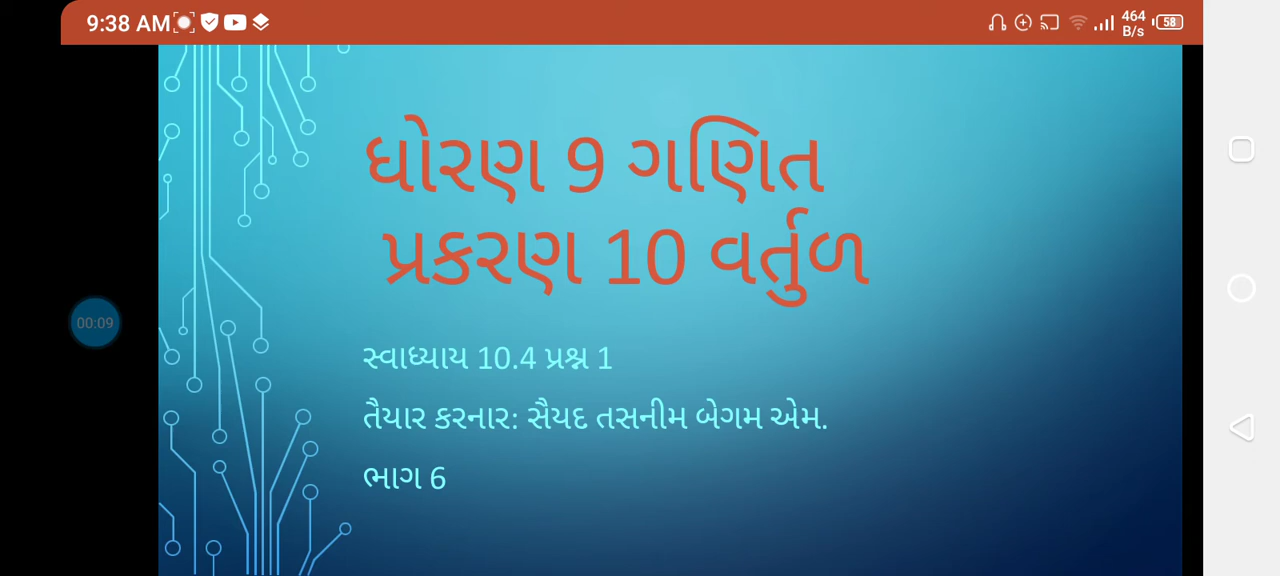 9:38 AM
464
B/s
58
ધોરણ 9 ગણિત
પ્રકરણ 10 વર્તુળ
00:09
સ્વાધ્યાય 10.4 પ્રશ્ન 1
તૈયાર કરનાર: સૈયદ તસનીમ બેગમ એમ.
ભાગ 6